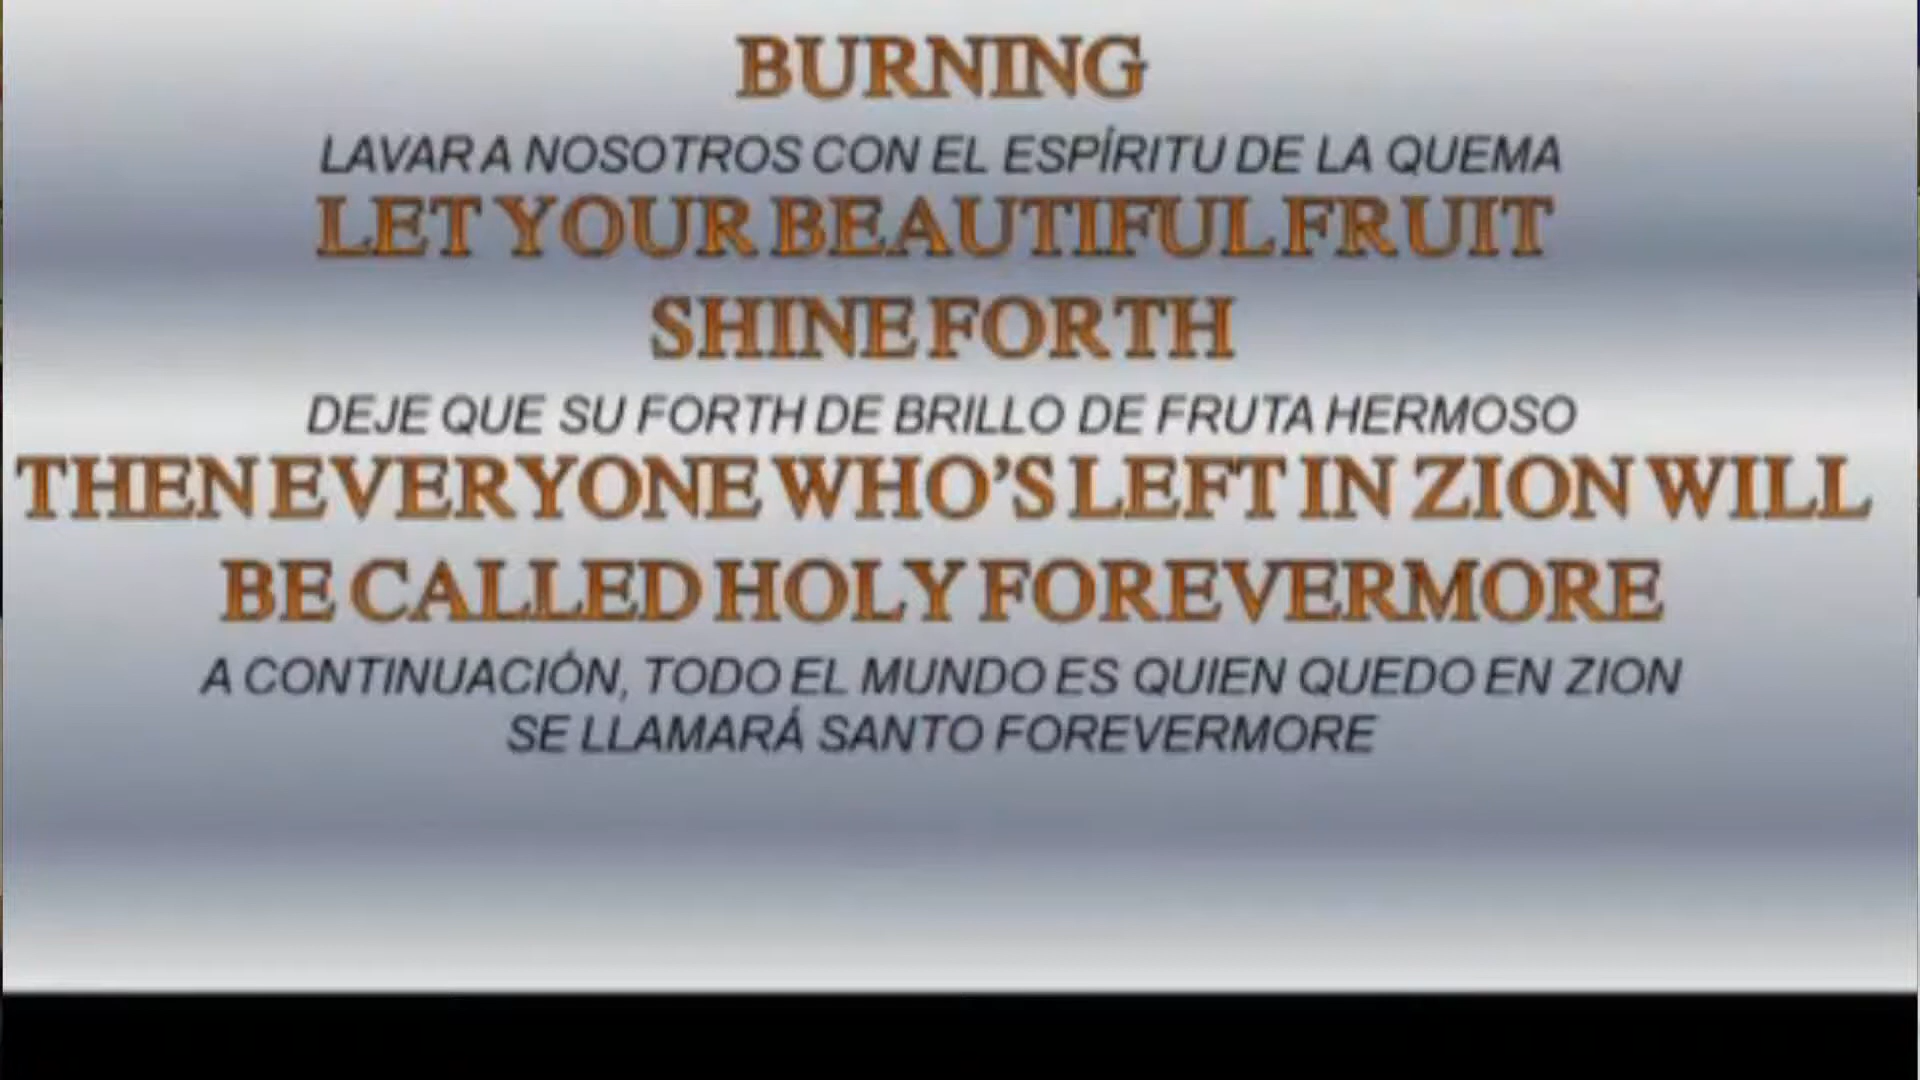 BURNING
LAVAR A NOSOTROS CON EL ESPÍRITU DE LA QUEMA
LET YOUR BEAUTIFUL FRUIT
SHINE FORTH
DEJE QUE SU FORTH DE BRILLO DE FRUTA HERMOSO
THEN EVERYONE WHO'S LEFT IN ZION WILL
BE CALLED HOLY FOREVERMORE
A CONTINUACIÓN, TODO EL MUNDO ES QUIEN QUEDO EN ZION
SE LLAMARÁ SANTO FOREVERMORE